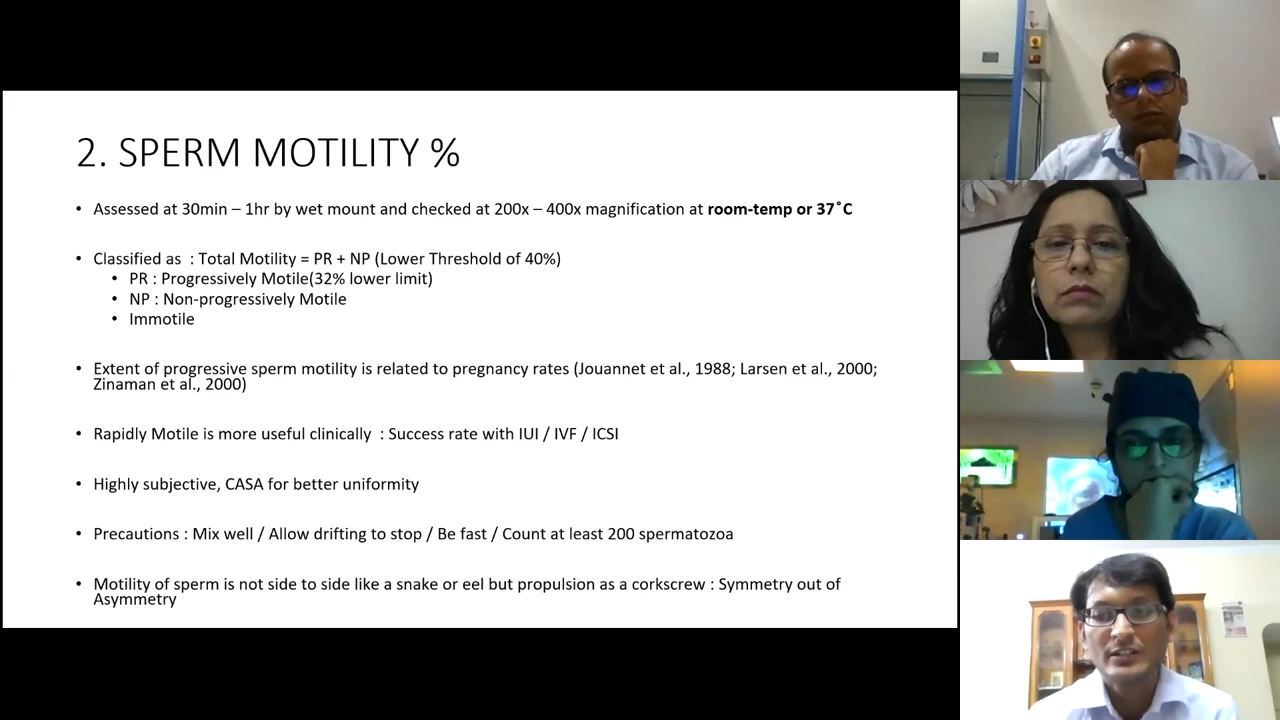 2. SPERM MOTILITY %
• Assessed at 30min – 1hr by wet mount and checked at 200x – 400x magnification at room-temp or 37˚C
• Classified as : Total Motility = PR + NP (Lower Threshold of 40%)
• PR : Progressively Motile(32% lower limit)
• NP : Non-progressively Motile
• Immotile
• Extent of progressive sperm motility is related to pregnancy rates (Jouannet et al., 1988; Larsen et al., 2000;
Zinaman et al., 2000)
• Rapidly Motile is more useful clinically : Success rate with IUI / IVF / ICSI
• Highly subjective, CASA for better uniformity
• Precautions : Mix well / Allow drifting to stop / Be fast / Count at least 200 spermatozoa
• Motility of sperm is not side to side like a snake or eel but propulsion as a corkscrew : Symmetry out of
Asymmetry